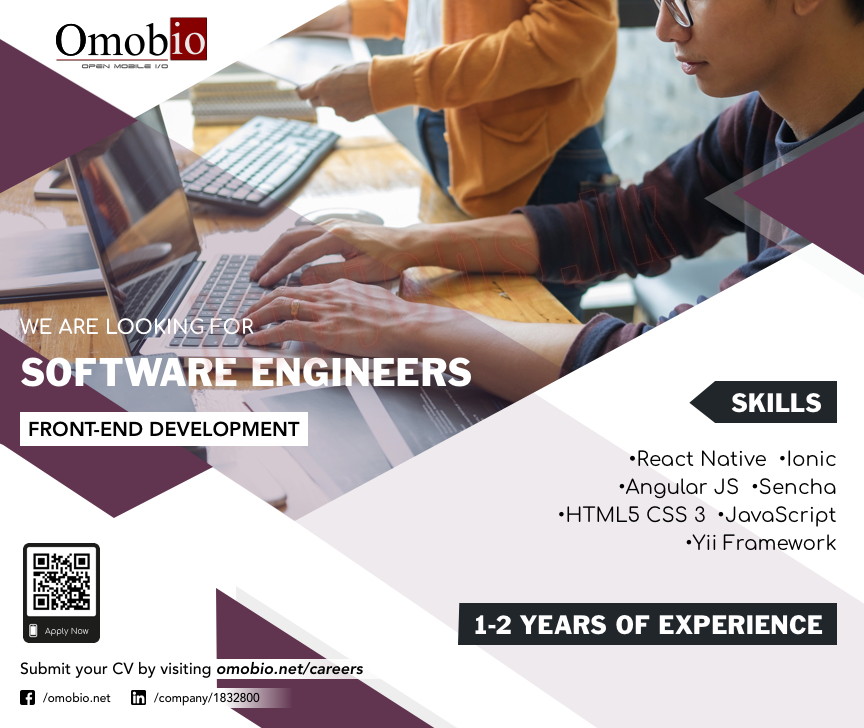 Omobio
OPEN MOBILE I/O
WE ARE LOOKING FOR
SOFTWARE ENGINEERS
FRONT-END DEVELOPMENT
SKILLS
•React Native •Ionic
•Angular JS •Sencha
•HTML5 CSS 3 •JavaScript
•Yii Framework
1-2 YEARS OF EXPERIENCE
Apply Now
Submit your CV by visiting omobio.net/careers
/omobio.net /company/1832800